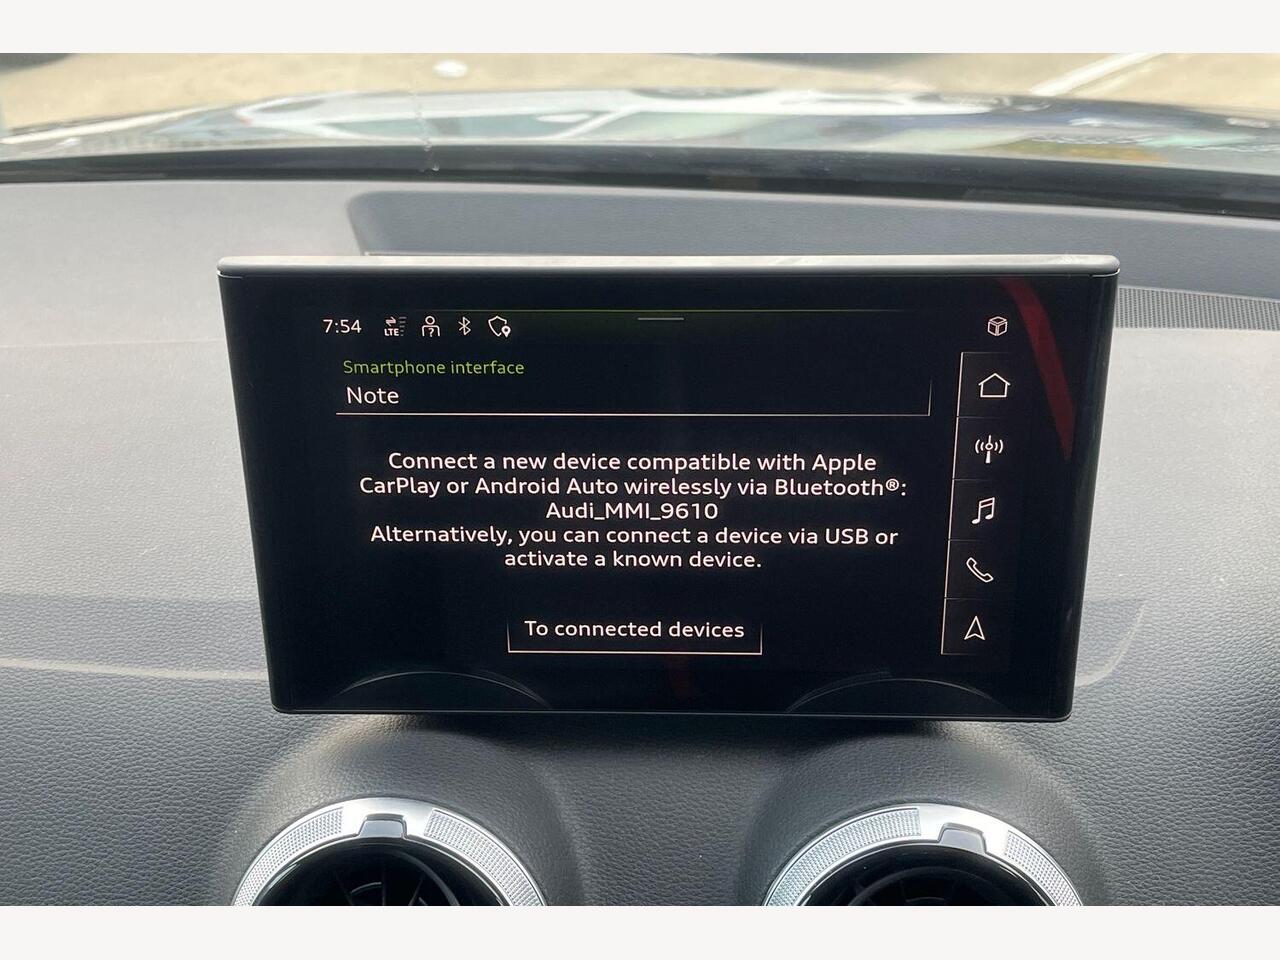 7:54 LTE
Smartphone interface
Note
Connect a new device compatible with Apple
CarPlay or Android Auto wirelessly via Bluetooth®:
Audi_MMI_9610
Alternatively, you can connect a device via USB or
activate a known device.
To connected devices